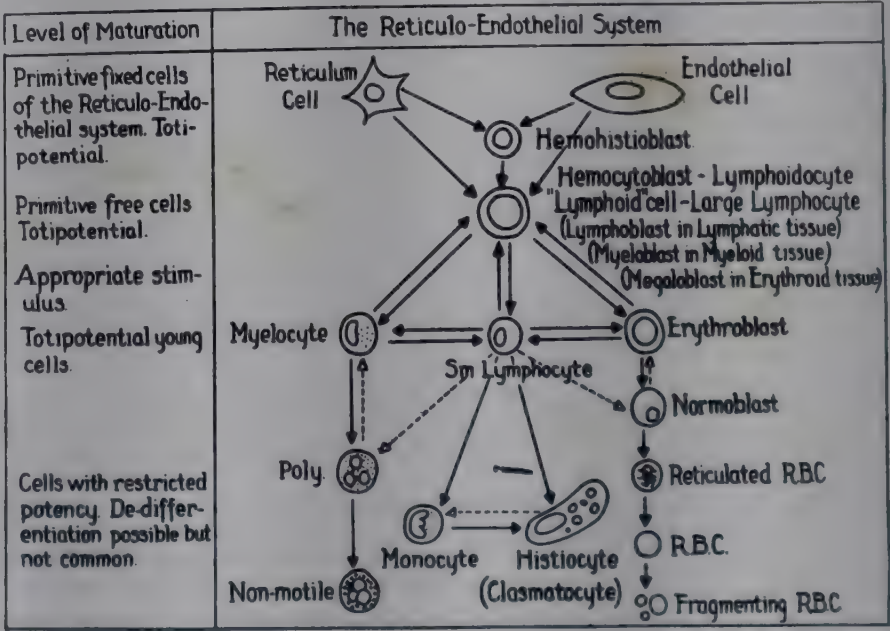 Level of Maturation
The Reticulo-Endothelial System
Primitive fixed cells
of the Reticulo-Endo-
thelial system. Toti-
potential.
Reticulum
Cell
Endothelial
Cell
Hemohistioblast
Primitive free cells
Totipotential.
Hemocytoblast - Lymphoidocyte
"Lymphoid" cell - Large Lymphocyte
(Lymphoblast in Lymphatic tissue)
(Myeloblast in Myeloid tissue)
(Megaloblast in Erythroid tissue)
Appropriate stim-
ulus.
Totipotential young
cells.
Myelocyte
Sm Lymphocyte
Erythroblast
Normoblast
Cells with restricted
potency. De-differ-
entiation possible but
not common.
Poly.
Reticulated R.B.C
Monocyte
Histiocyte
(Clasmatocyte)
R.B.C.
Non-motile
Fragmenting RBC